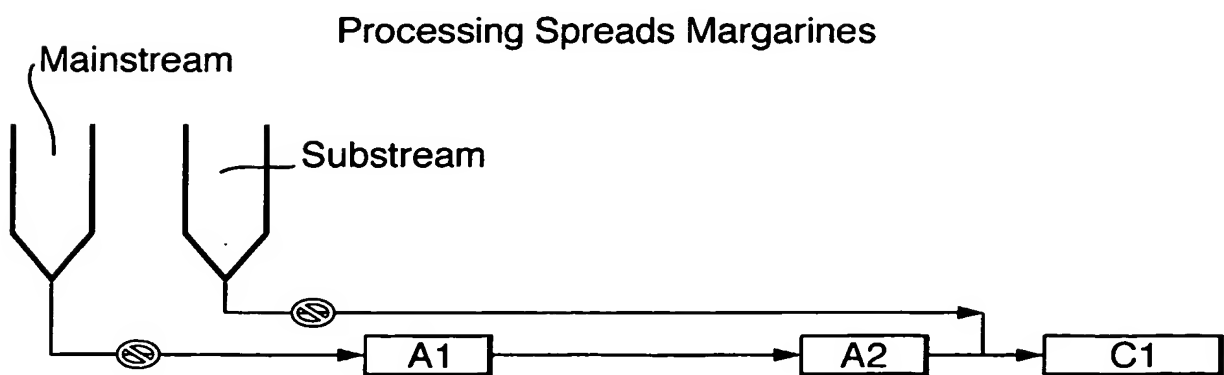 Processing Spreads Margarines
Mainstream
Substream
A1
A2
C1